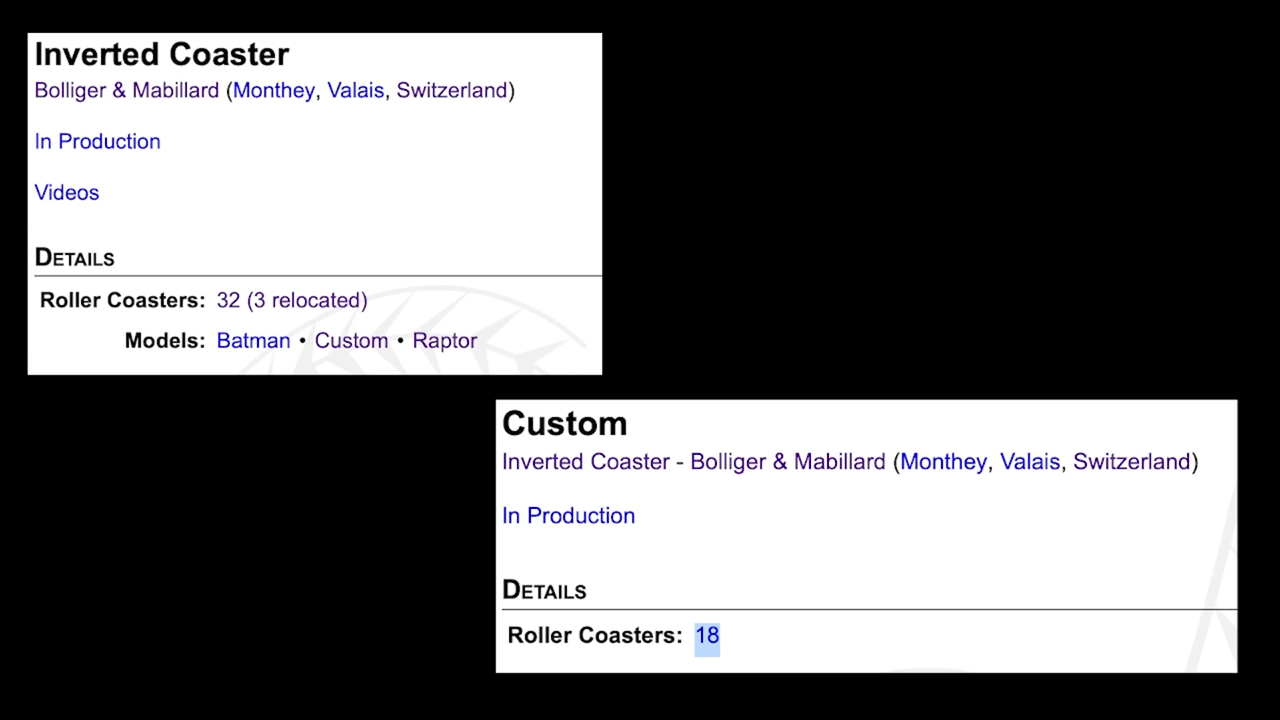 Inverted Coaster
Bolliger & Mabillard (Monthey, Valais, Switzerland)
In Production
Videos
DETAILS
Roller Coasters: 32 (3 relocated)
Models: Batman • Custom • Raptor
Custom
Inverted Coaster - Bolliger & Mabillard (Monthey, Valais, Switzerland)
In Production
DETAILS
Roller Coasters: 18